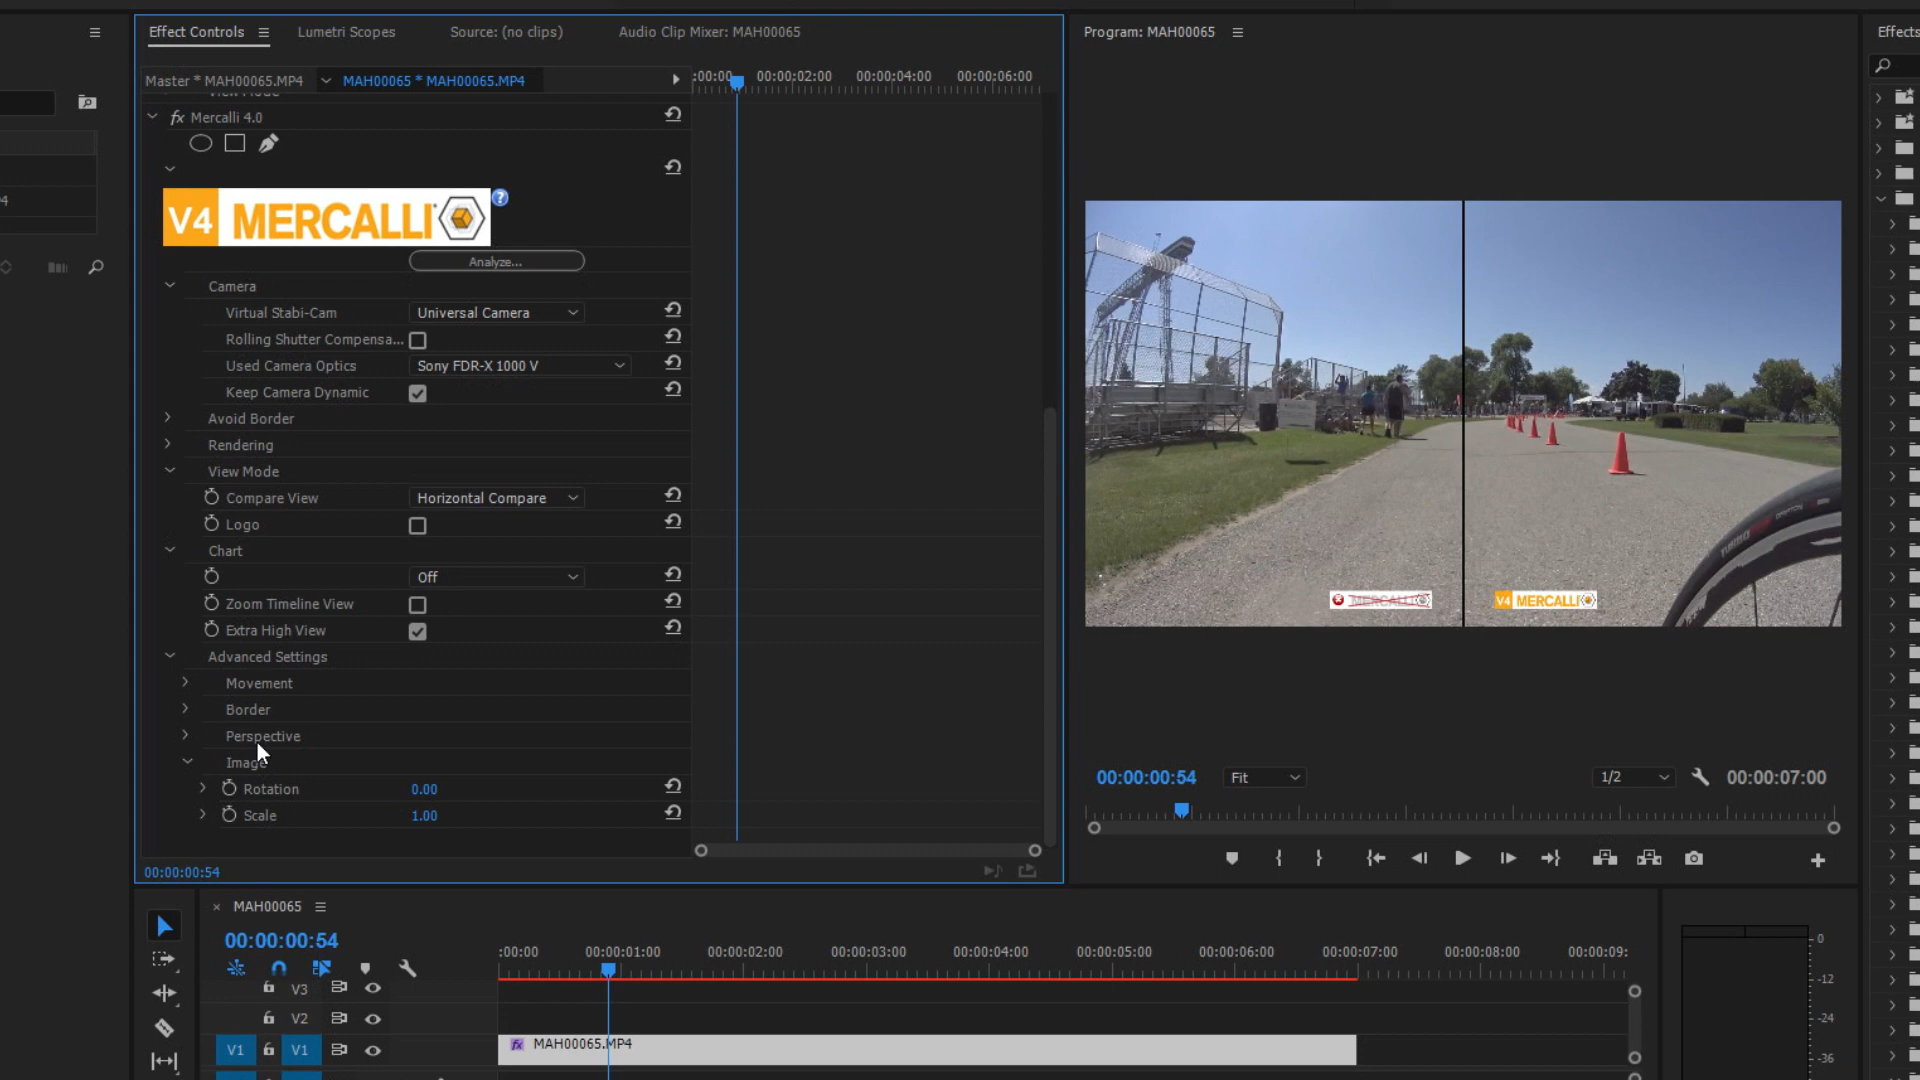 Effect Controls
Lumetri Scopes
Source: (no clips)
Audio Clip Mixer: MAH00065
Program: MAH00065
Effects
Master * MAH00065.MP4
MAH00065 * MAH00065.MP4
:00:00
00:00:02:00
00:00:04:00
00:00:06:00
View Mode
fx Mercalli 4.0
V4 MERCALLI
?
Analyze...
Camera
Virtual Stabi-Cam
Universal Camera
Rolling Shutter Compensa...
Used Camera Optics
Sony FDR-X 1000 V
Keep Camera Dynamic
Avoid Border
Rendering
View Mode
Compare View
Horizontal Compare
Logo
Chart
Off
Zoom Timeline View
Extra High View
Advanced Settings
Movement
Border
Perspective
Image
Rotation
0.00
Scale
1.00
00:00:00:54
MERCALLI
V4 MERCALLI
TURBO
00:00:00:54
Fit
1/2
00:00:07:00
× MAH00065
00:00:00:54
:00:00
00:00:01:00
00:00:02:00
00:00:03:00
00:00:04:00
00:00:05:00
00:00:06:00
00:00:07:00
00:00:08:00
00:00:09:
V3
V2
V1
V1
fx MAH00065.MP4
0
-12
-24
-36